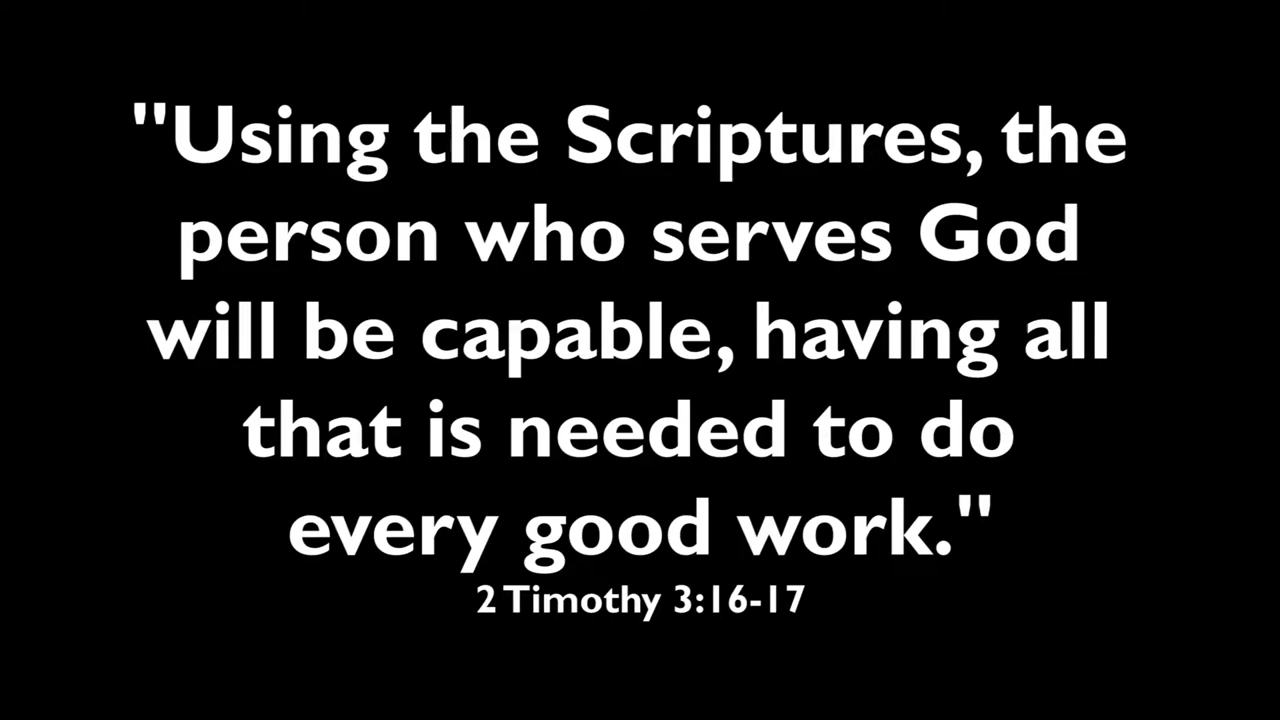 "Using the Scriptures, the
person who serves God
will be capable, having all
that is needed to do
every good work."
2 Timothy 3:16-17